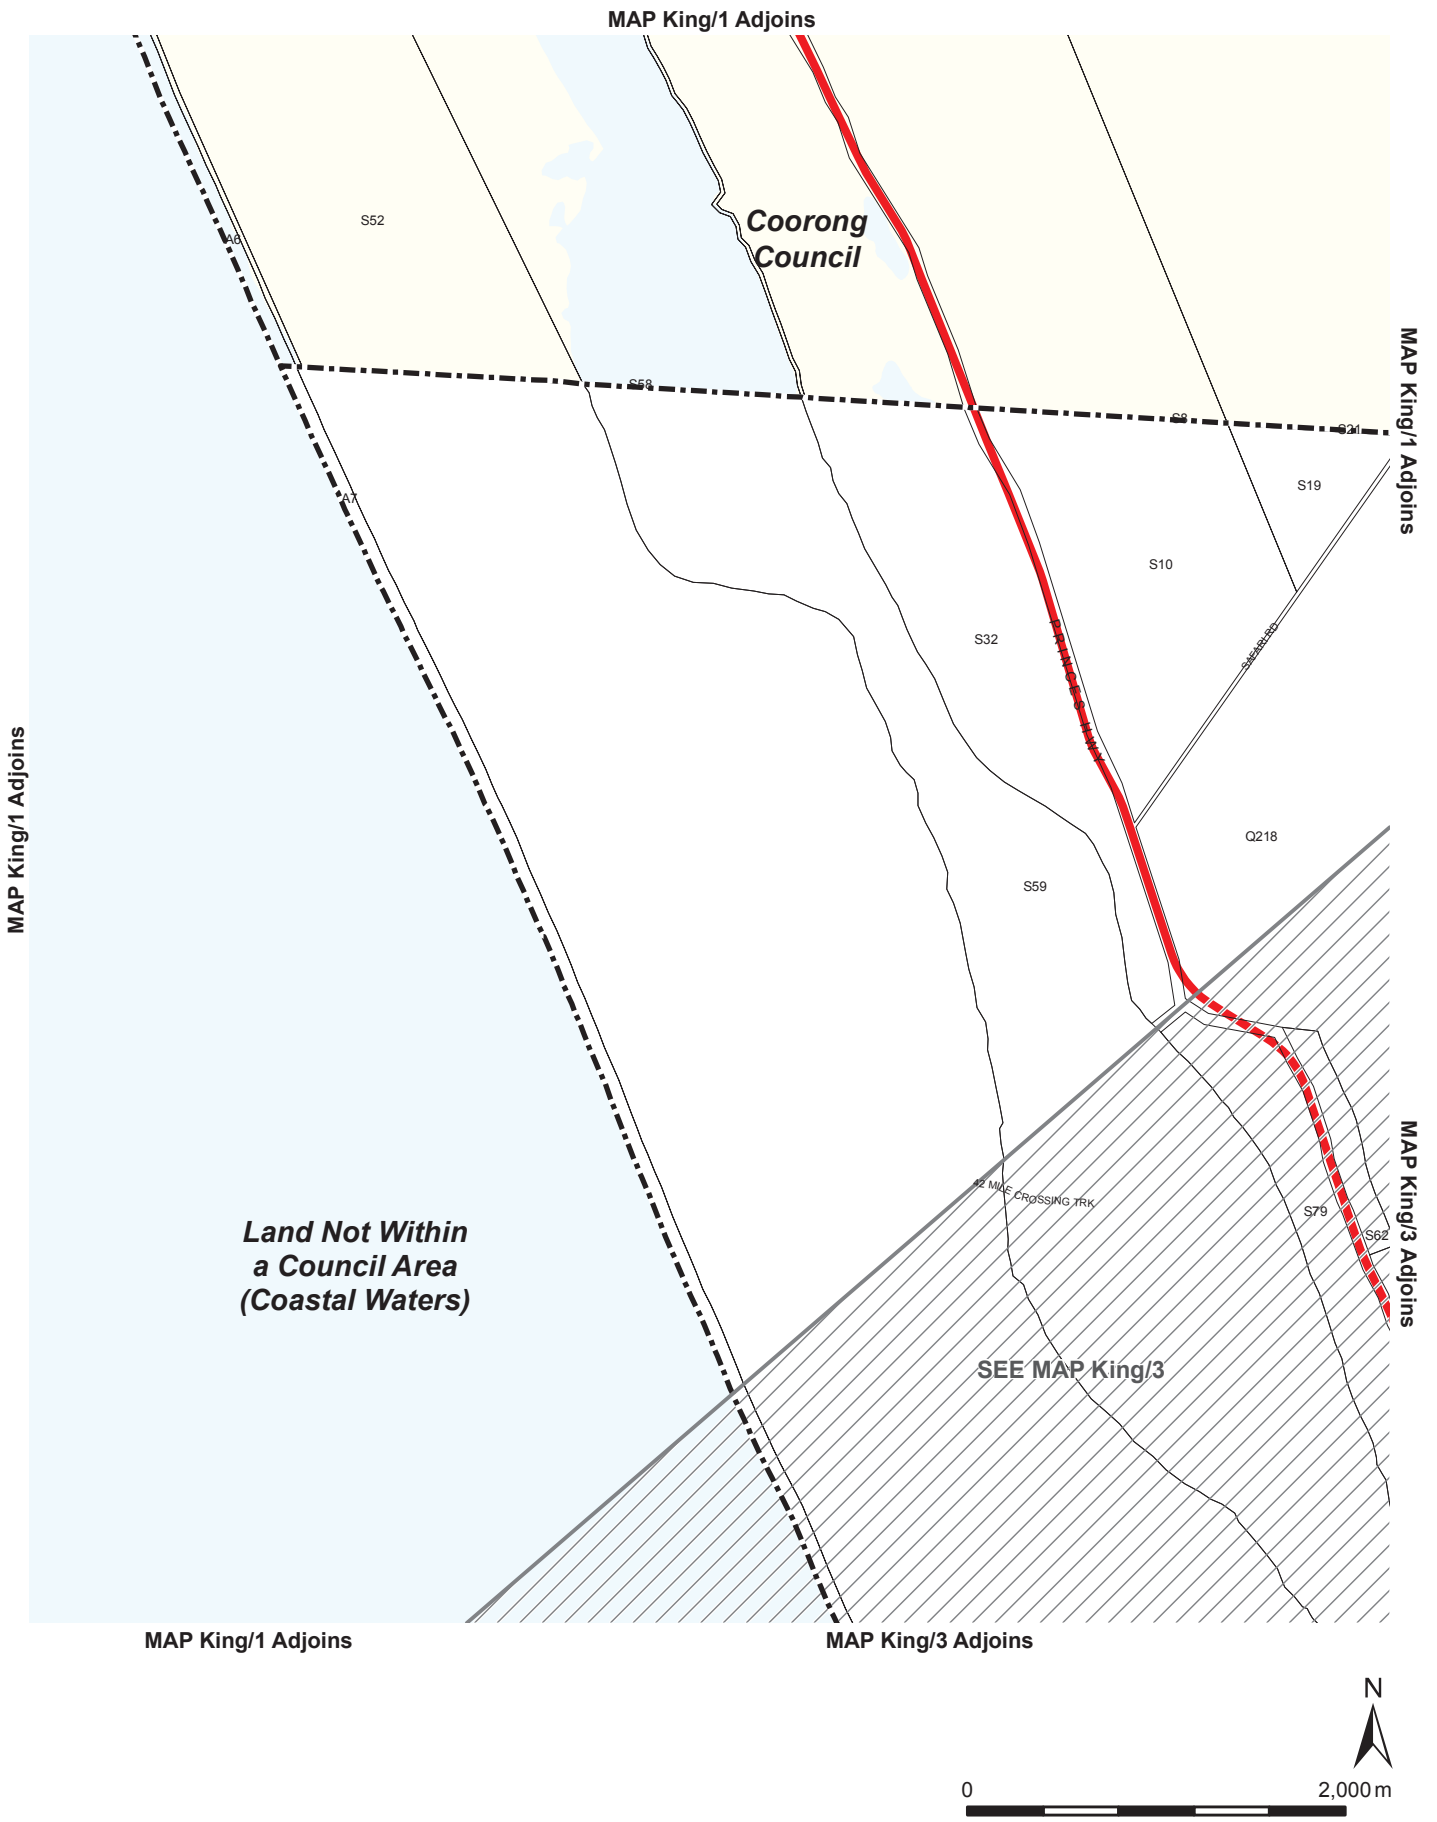 MAP King/1 Adjoins
S52
A6
Coorong
Council
MAP King/1 Adjoins
S58
S8
S21
S19
A7
S10
S32
PRINCES HWY
SAFARI RD
MAP King/1 Adjoins
Q218
S59
42 MILE CROSSING TRK
S79
S62
MAP King/3 Adjoins
Land Not Within
a Council Area
(Coastal Waters)
SEE MAP King/3
MAP King/1 Adjoins
MAP King/3 Adjoins
N
0
2,000 m